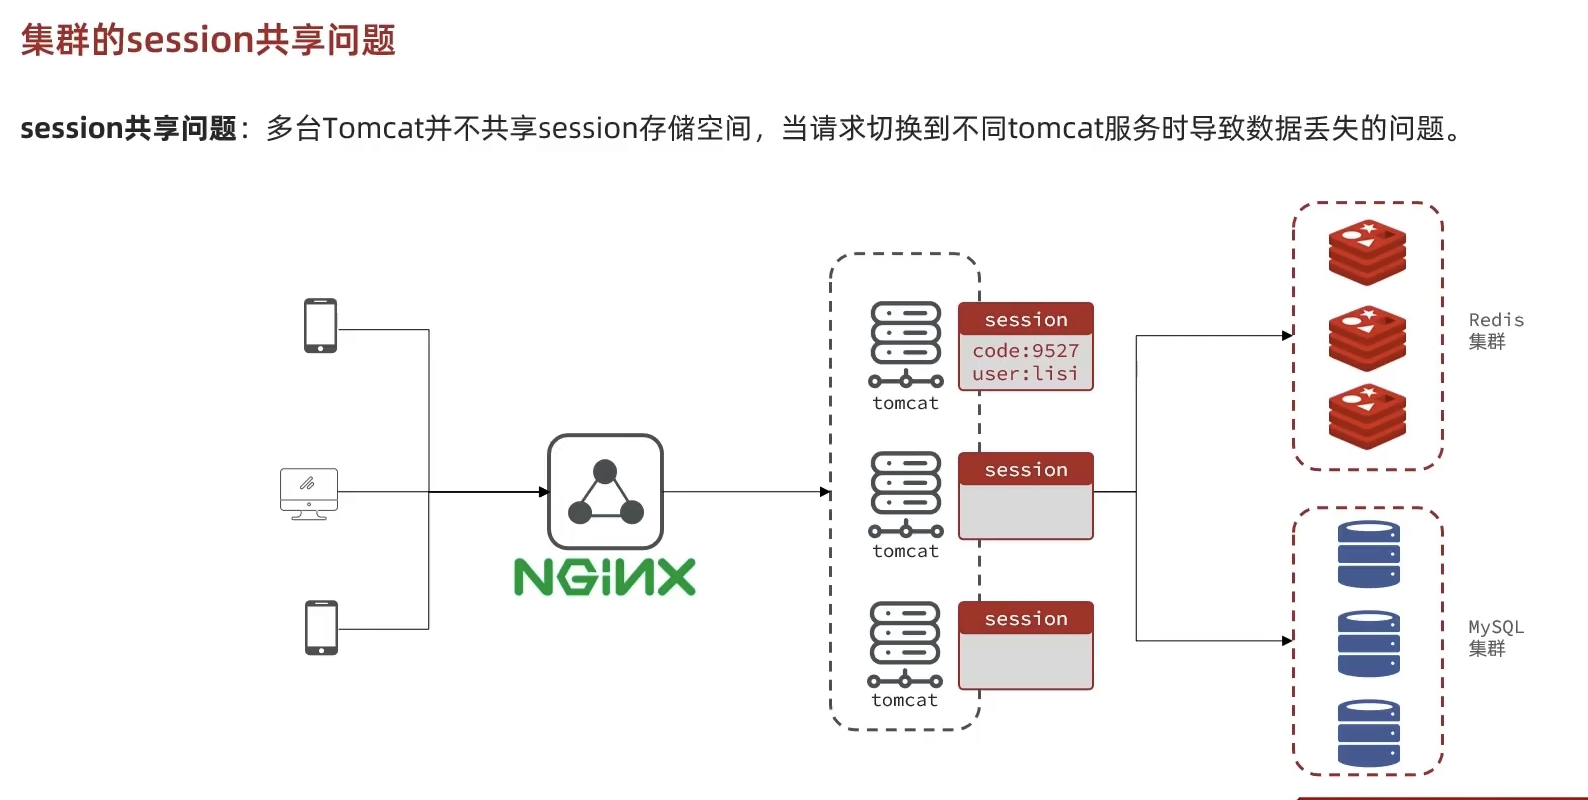 集群的session共享问题
session共享问题：多台Tomcat并不共享session存储空间，当请求切换到不同tomcat服务时导致数据丢失的问题。
session
code:9527
user:lisi
tomcat
Redis
集群
session
tomcat
NGINX
session
tomcat
MySQL
集群